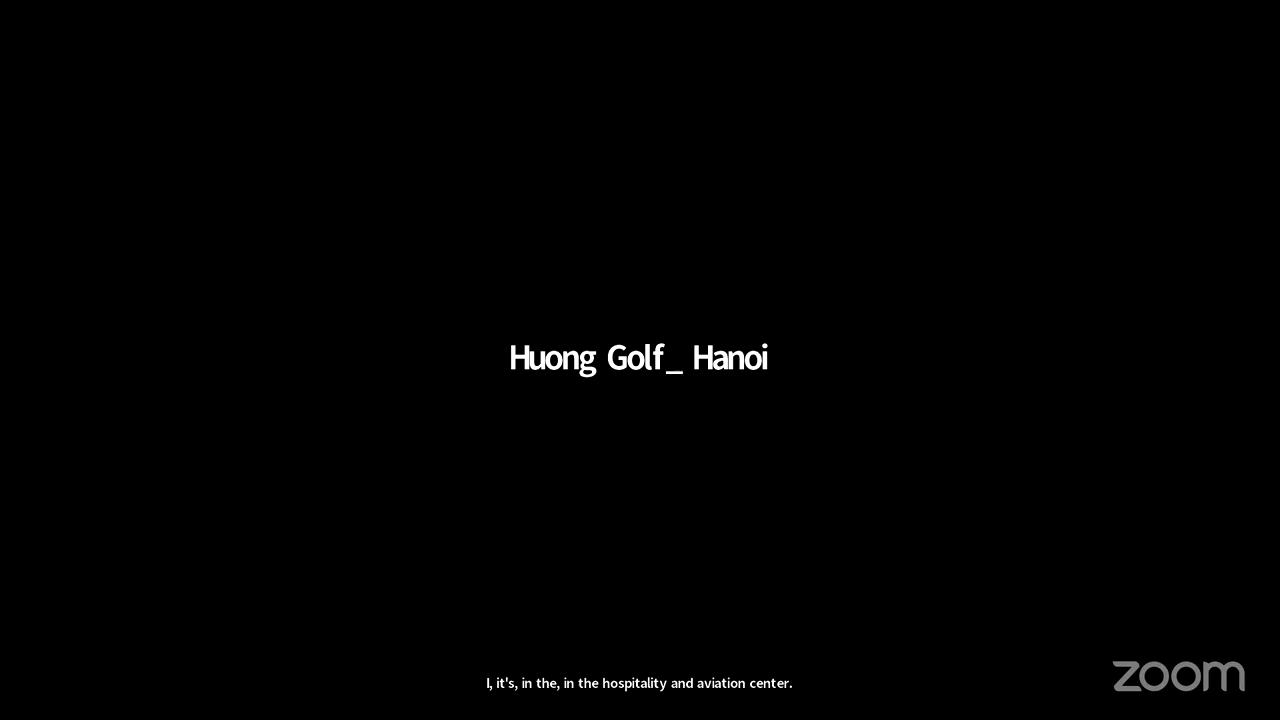 Huong Golf_ Hanoi
I, it's, in the, in the hospitality and aviation center.
zoom